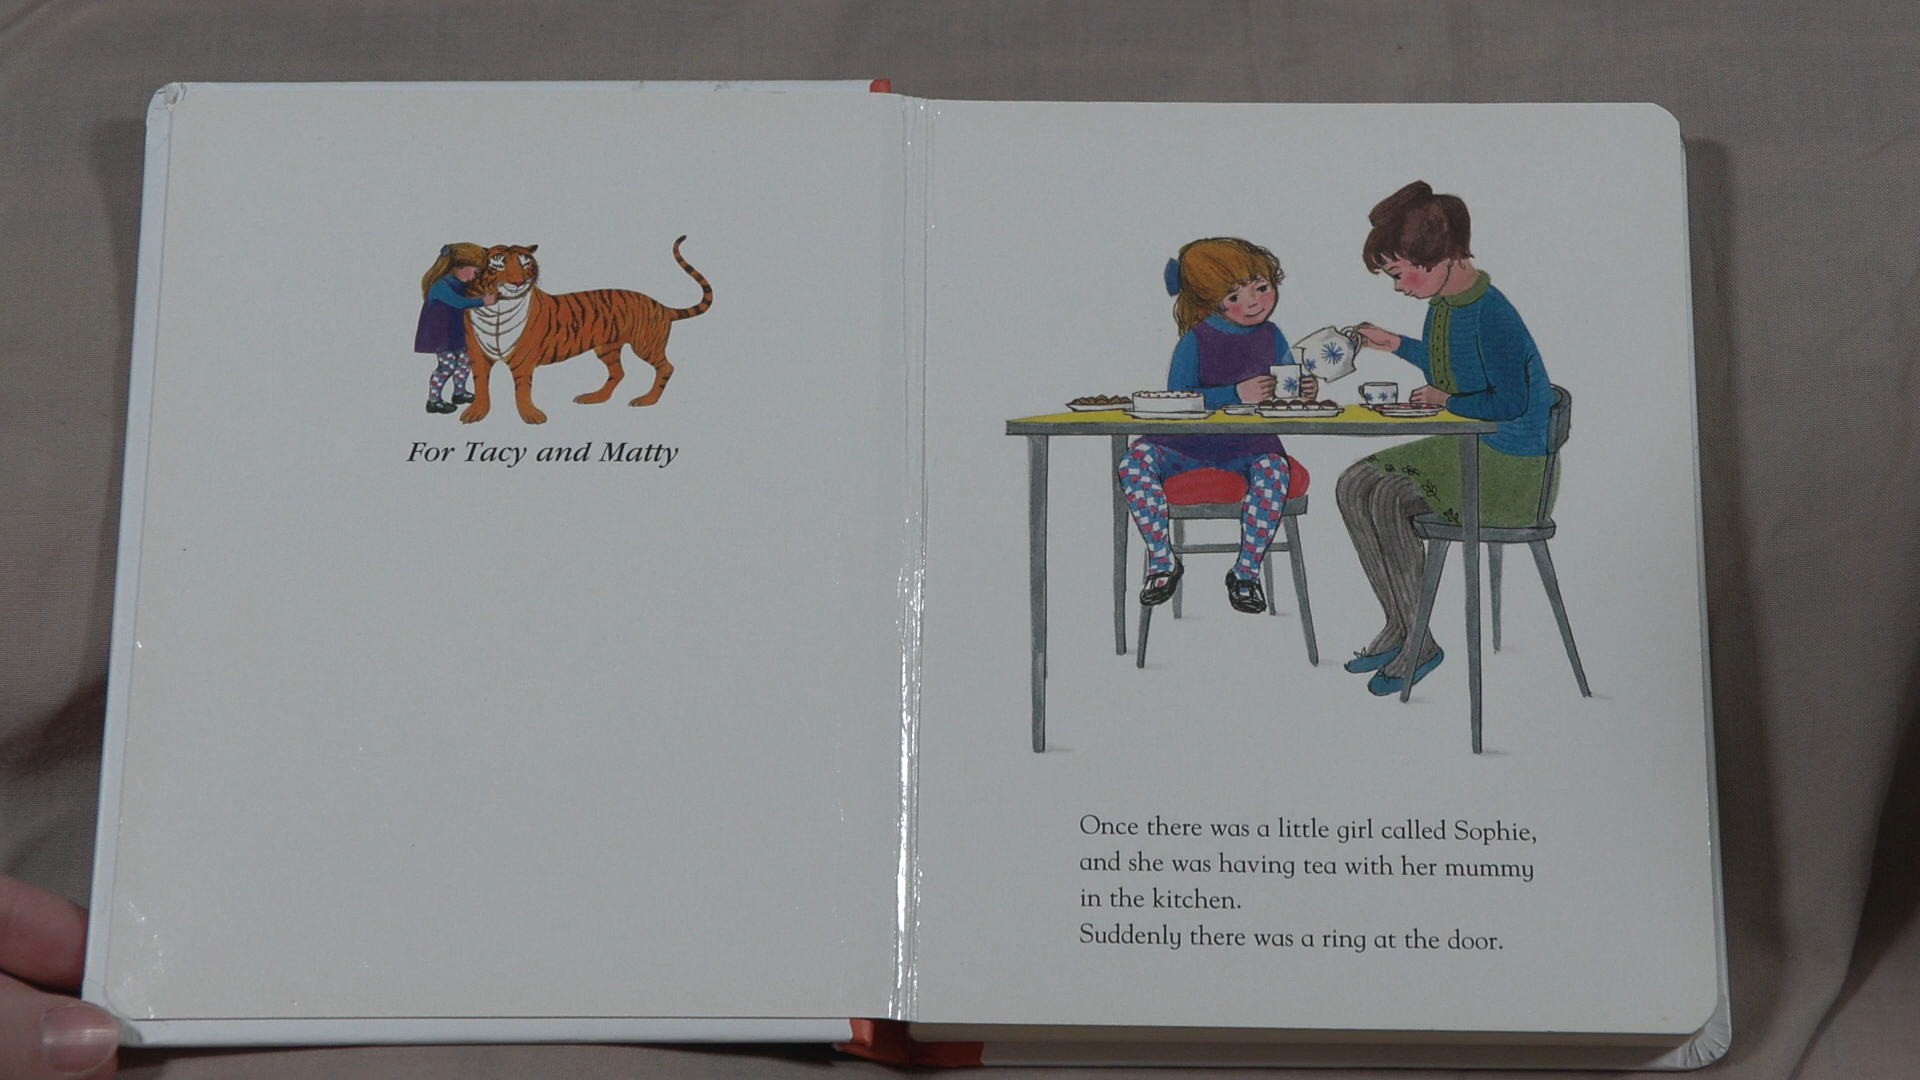 For Tacy and Matty
Once there was a little girl called Sophie,
and she was having tea with her mummy
in the kitchen.
Suddenly there was a ring at the door.